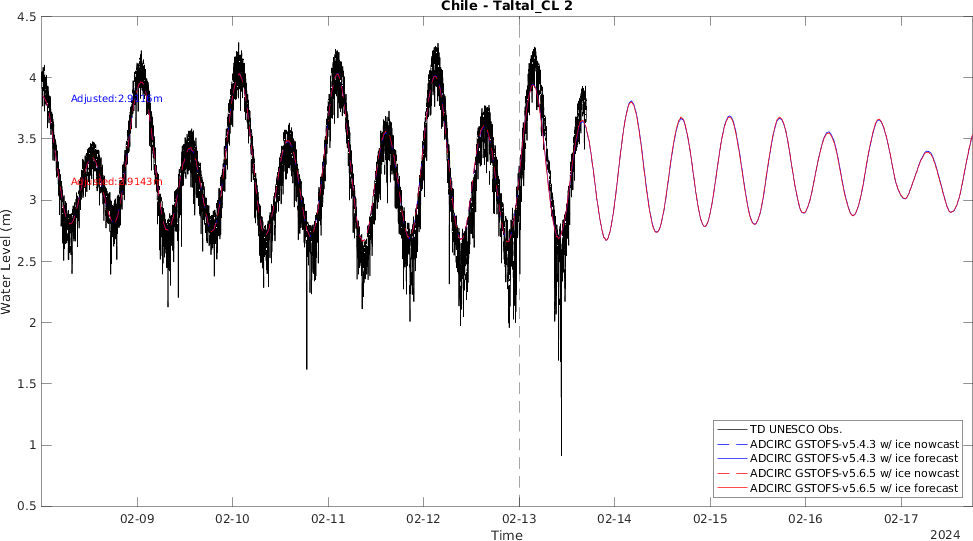 Chile - Taltal_CL 2
4.5
4
3.5
3
2.5
2
1.5
1
0.5
Water Level (m)
02-09
02-10
02-11
02-12
02-13
02-14
02-15
02-16
02-17
Time
2024
TD UNESCO Obs.
ADCIRC GSTOFS-v5.4.3 w/ ice nowcast
ADCIRC GSTOFS-v5.4.3 w/ ice forecast
ADCIRC GSTOFS-v5.6.5 w/ ice nowcast
ADCIRC GSTOFS-v5.6.5 w/ ice forecast